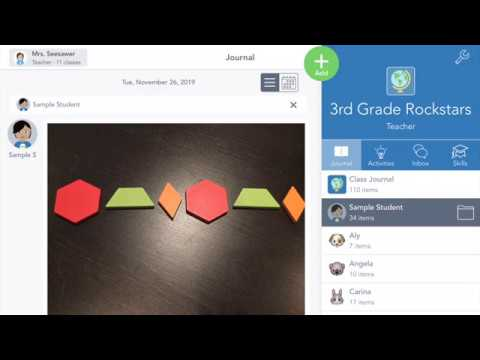 Mrs. Seesawer
Teacher - 11 classes
Journal
Add
Tue, November 26, 2019
Sample Student
Sample S
3rd Grade Rockstars
Teacher
Journal
Activities
Inbox
Skills
Class Journal
110 items
Sample Student
34 items
Aly
7 items
Angela
10 items
Carina
11 items